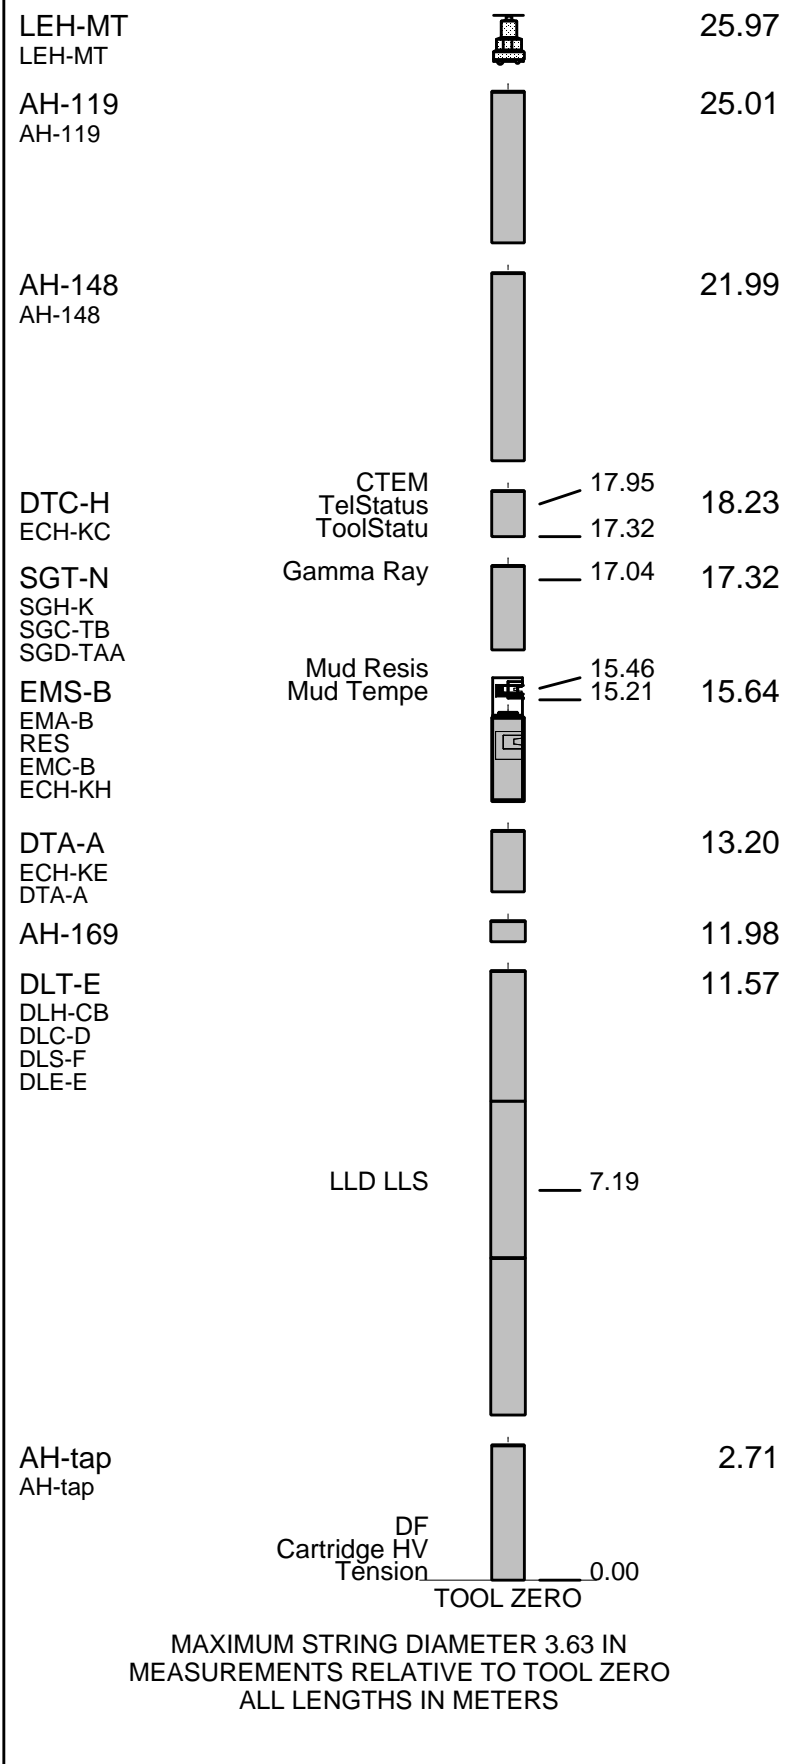 LEH-MT 25.97
LEH-MT
AH-119 25.01
AH-119
AH-148 21.99
AH-148
CTEM 17.95
DTC-H TelStatus 18.23
ECH-KC ToolStatu 17.32
SGT-N Gamma Ray 17.04 17.32
SGH-K
SGC-TB
SGD-TAA
Mud Resis 15.46
EMS-B Mud Tempe 15.21 15.64
EMA-B
RES
EMC-B
ECH-KH
DTA-A 13.20
ECH-KE
DTA-A
AH-169 11.98
DLT-E 11.57
DLH-CB
DLC-D
DLS-F
DLE-E
LLD LLS 7.19
AH-tap 2.71
AH-tap
DF
Cartridge HV
Tension 0.00
TOOL ZERO
MAXIMUM STRING DIAMETER 3.63 IN
MEASUREMENTS RELATIVE TO TOOL ZERO
ALL LENGTHS IN METERS